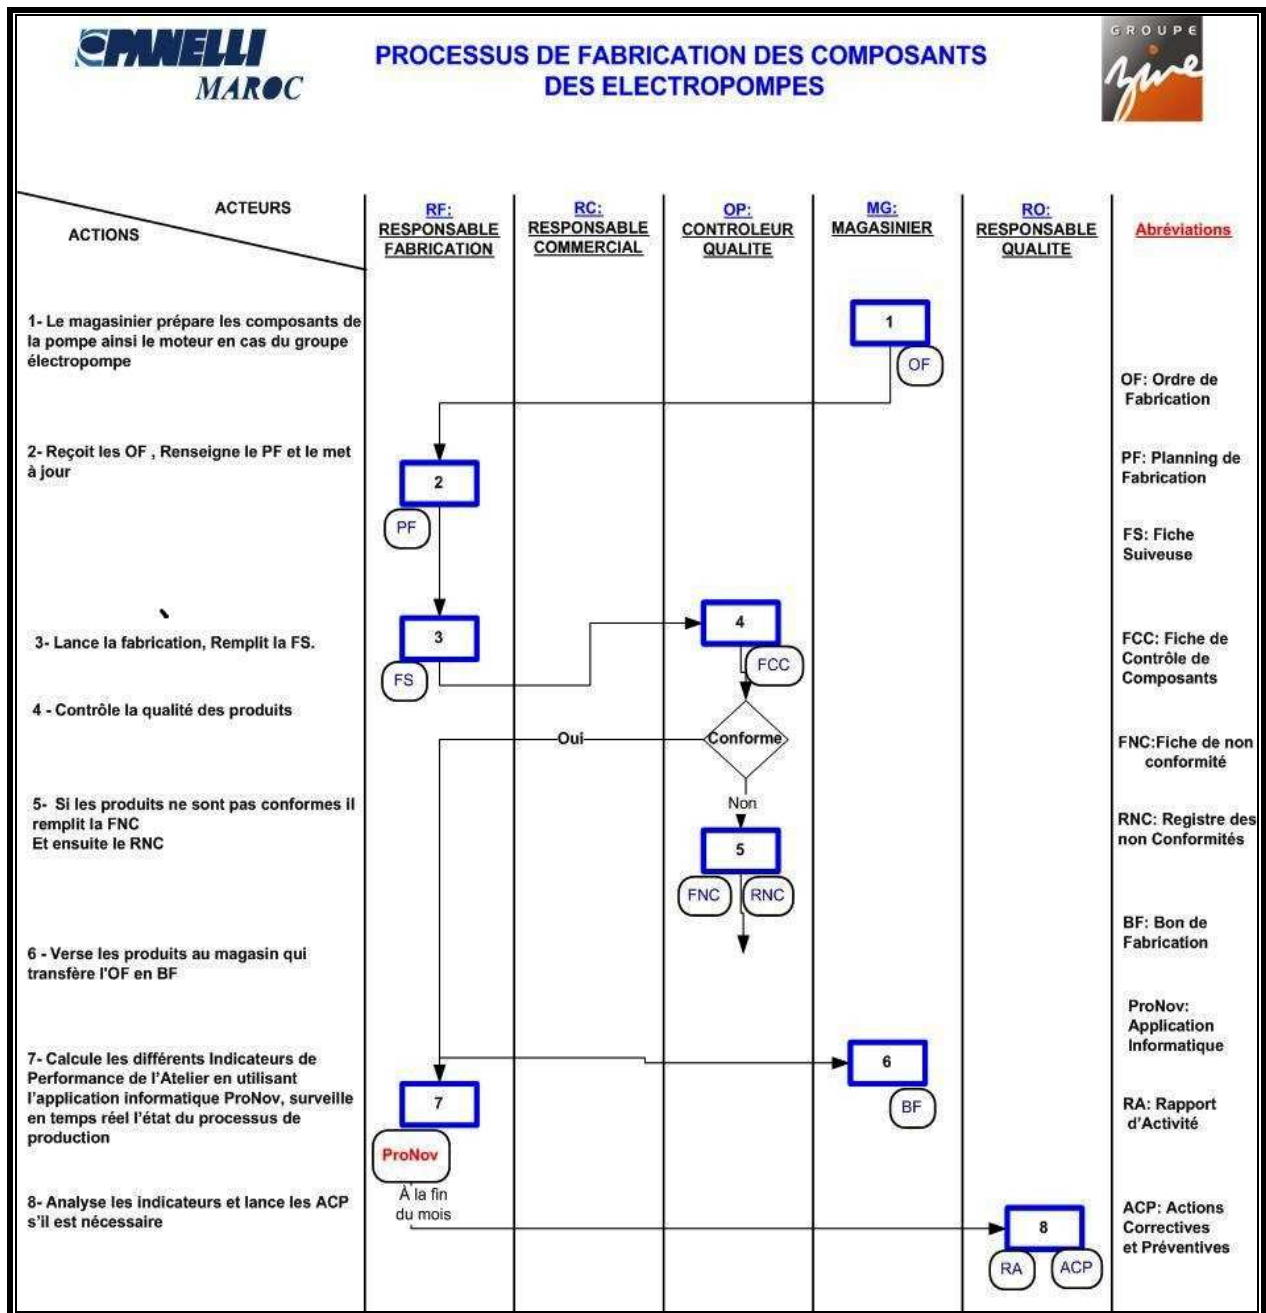 PANELLI
MAROC
PROCESSUS DE FABRICATION DES COMPOSANTS
DES ELECTROPOMPES
GROUPE
zine
ACTEURS
ACTIONS
RF:
RESPONSABLE
FABRICATION
RC:
RESPONSABLE
COMMERCIAL
OP:
CONTROLEUR
QUALITE
MG:
MAGASINIER
RO:
RESPONSABLE
QUALITE
Abréviations
1- Le magasinier prépare les composants de
la pompe ainsi le moteur en cas du groupe
électropompe
1
OF
OF: Ordre de
Fabrication
2- Reçoit les OF , Renseigne le PF et le met
à jour
2
PF
PF: Planning de
Fabrication
FS: Fiche
Suiveuse
3- Lance la fabrication, Remplit la FS.
3
FS
4
FCC
FCC: Fiche de
Contrôle de
Composants
4 - Contrôle la qualité des produits
Oui
Conforme
FNC:Fiche de non
conformité
5- Si les produits ne sont pas conformes il
remplit la FNC
Et ensuite le RNC
Non
5
FNC
RNC
RNC: Registre des
non Conformités
6 - Verse les produits au magasin qui
transfère l'OF en BF
BF: Bon de
Fabrication
7- Calcule les différents Indicateurs de
Performance de l’Atelier en utilisant
l’application informatique ProNov, surveille
en temps réel l’état du processus de
production
7
ProNov
6
BF
ProNov:
Application
Informatique
RA: Rapport
d’Activité
8- Analyse les indicateurs et lance les ACP
s’il est nécessaire
À la fin
du mois
8
RA
ACP
ACP: Actions
Correctives
et Préventives